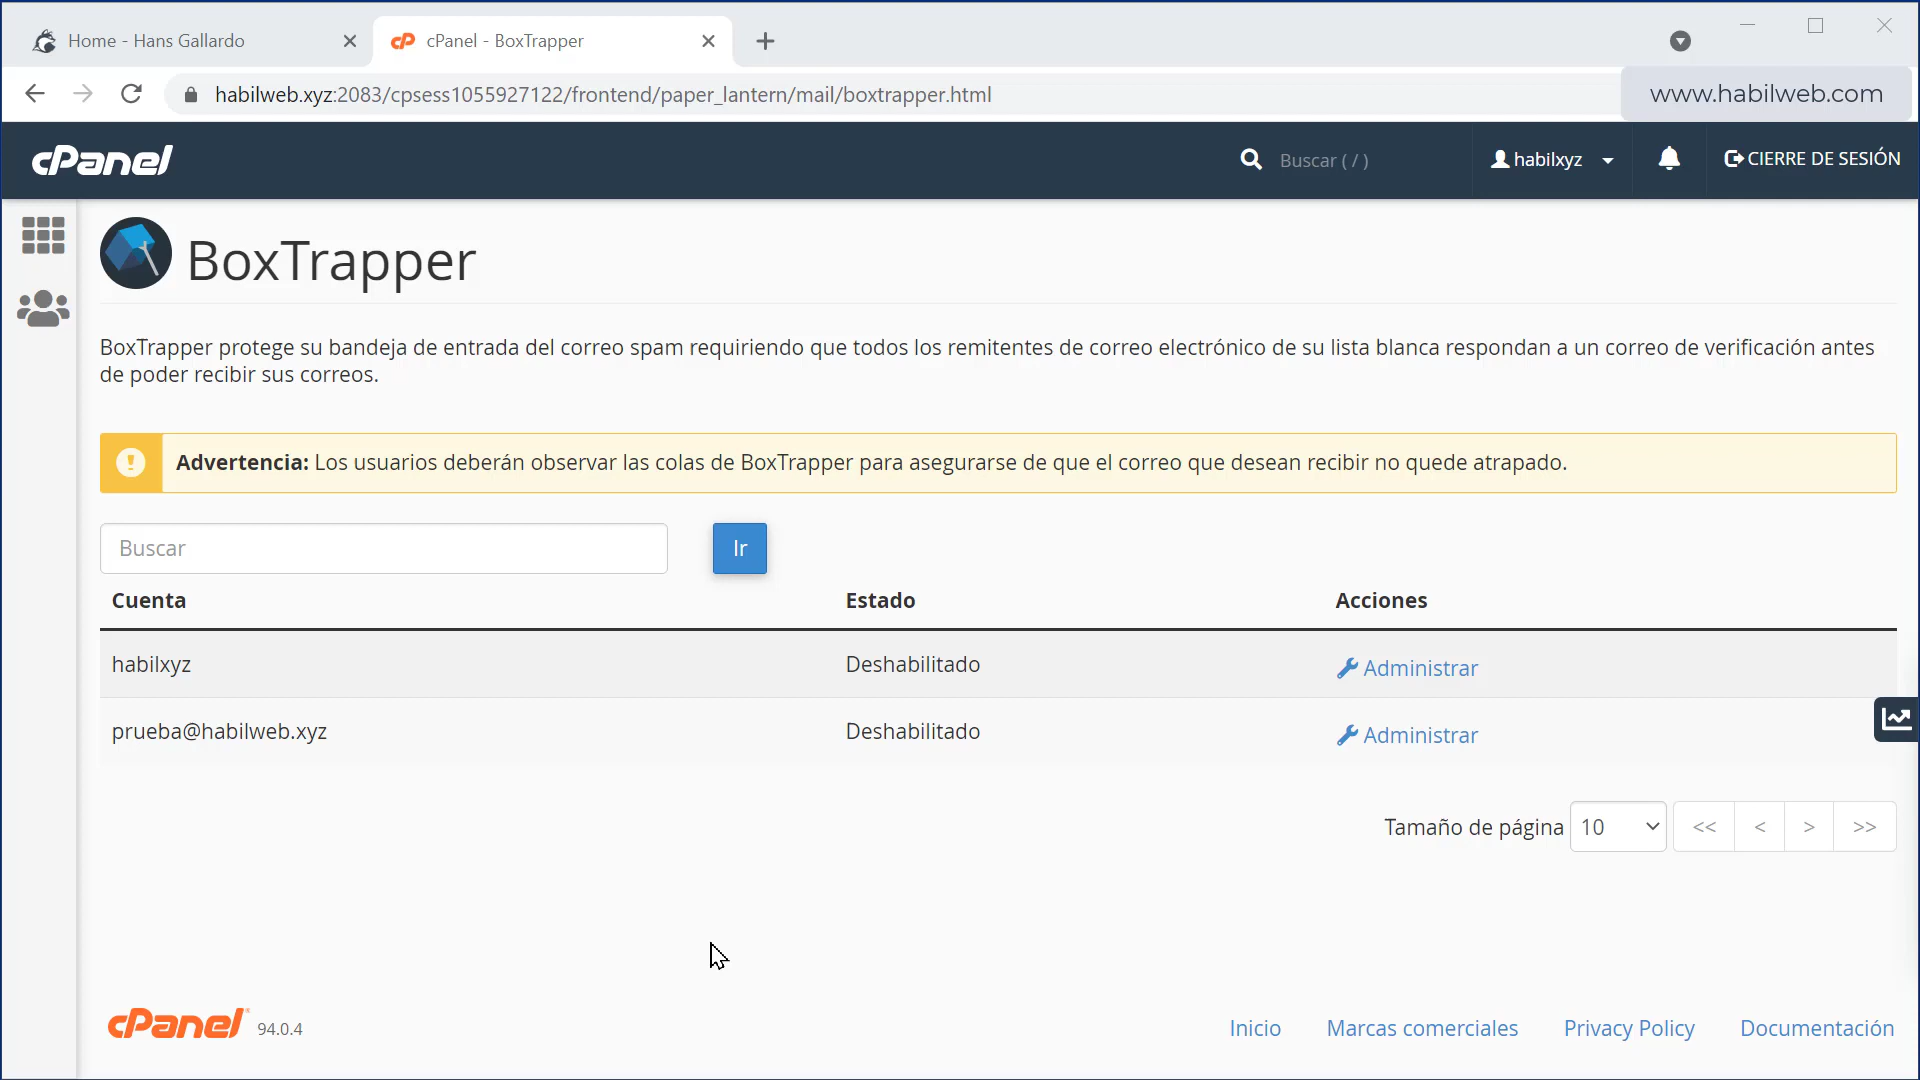 Home - Hans Gallardo
cPanel - BoxTrapper
habilweb.xyz:2083/cpsess1055927122/frontend/paper_lantern/mail/boxtrapper.html
www.habilweb.com
cPanel
Buscar ( / )
habilxyz
CIERRE DE SESIÓN
BoxTrapper
BoxTrapper protege su bandeja de entrada del correo spam requiriendo que todos los remitentes de correo electrónico de su lista blanca respondan a un correo de verificación antes
de poder recibir sus correos.
Advertencia: Los usuarios deberán observar las colas de BoxTrapper para asegurarse de que el correo que desean recibir no quede atrapado.
Buscar
Ir
Cuenta Estado Acciones
habilxyz Deshabilitado Administrar
prueba@habilweb.xyz Deshabilitado Administrar
Tamaño de página 10 << < > >>
cPanel 94.0.4
Inicio Marcas comerciales Privacy Policy Documentación